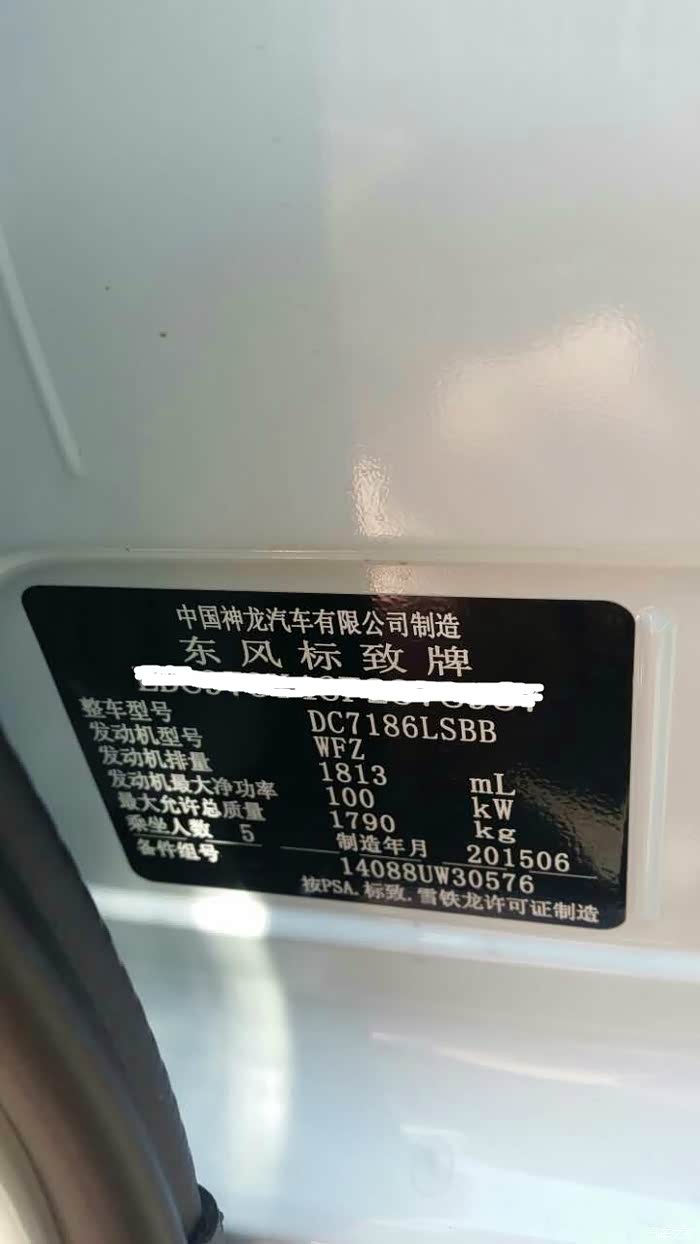 中国神龙汽车有限公司制造
东风标致牌
整车型号 DC7186LSBB
发动机型号 WFZ
发动机排量 1813 mL
发动机最大净功率 100 kW
最大允许总质量 1790 kg
乘坐人数 5 制造年月 201506
备件组号 14088UW30576
按PSA.标致.雪铁龙许可证制造